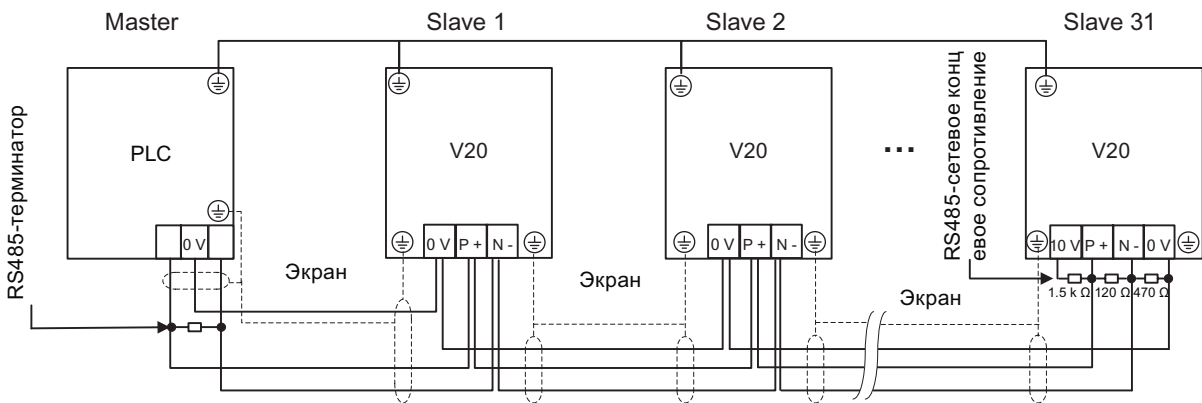 Master
Slave 1
Slave 2
Slave 31
RS485-терминатор
PLC
V20
V20
...
RS485-сетевое конц
евое сопротивление
V20
0 V
0 V P + N -
0 V P + N -
10 V P + N - 0 V
1.5 k Ω 120 Ω 470 Ω
Экран
Экран
Экран